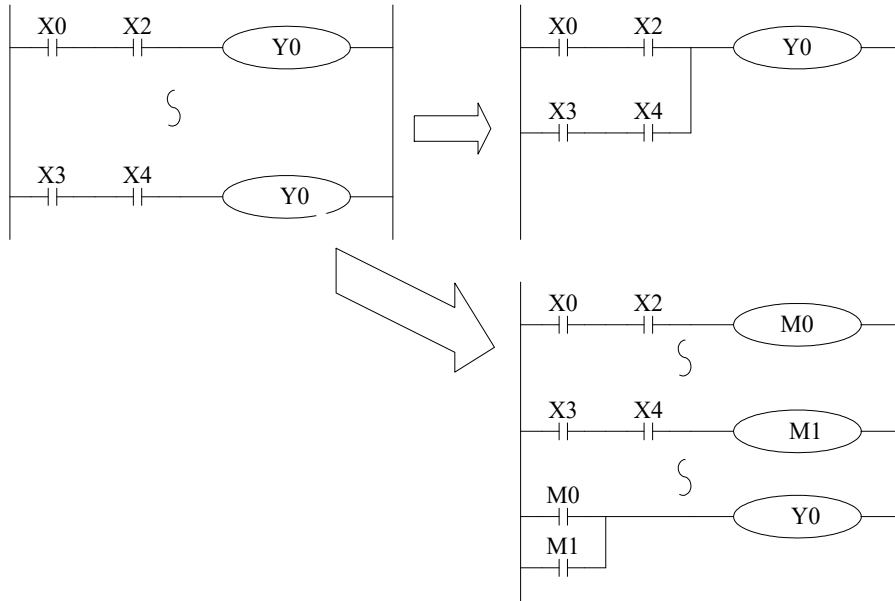 X0 X2 Y0
X3 X4 Y0
X0 X2 Y0
X3 X4
X0 X2 M0
X3 X4 M1
M0 Y0
M1